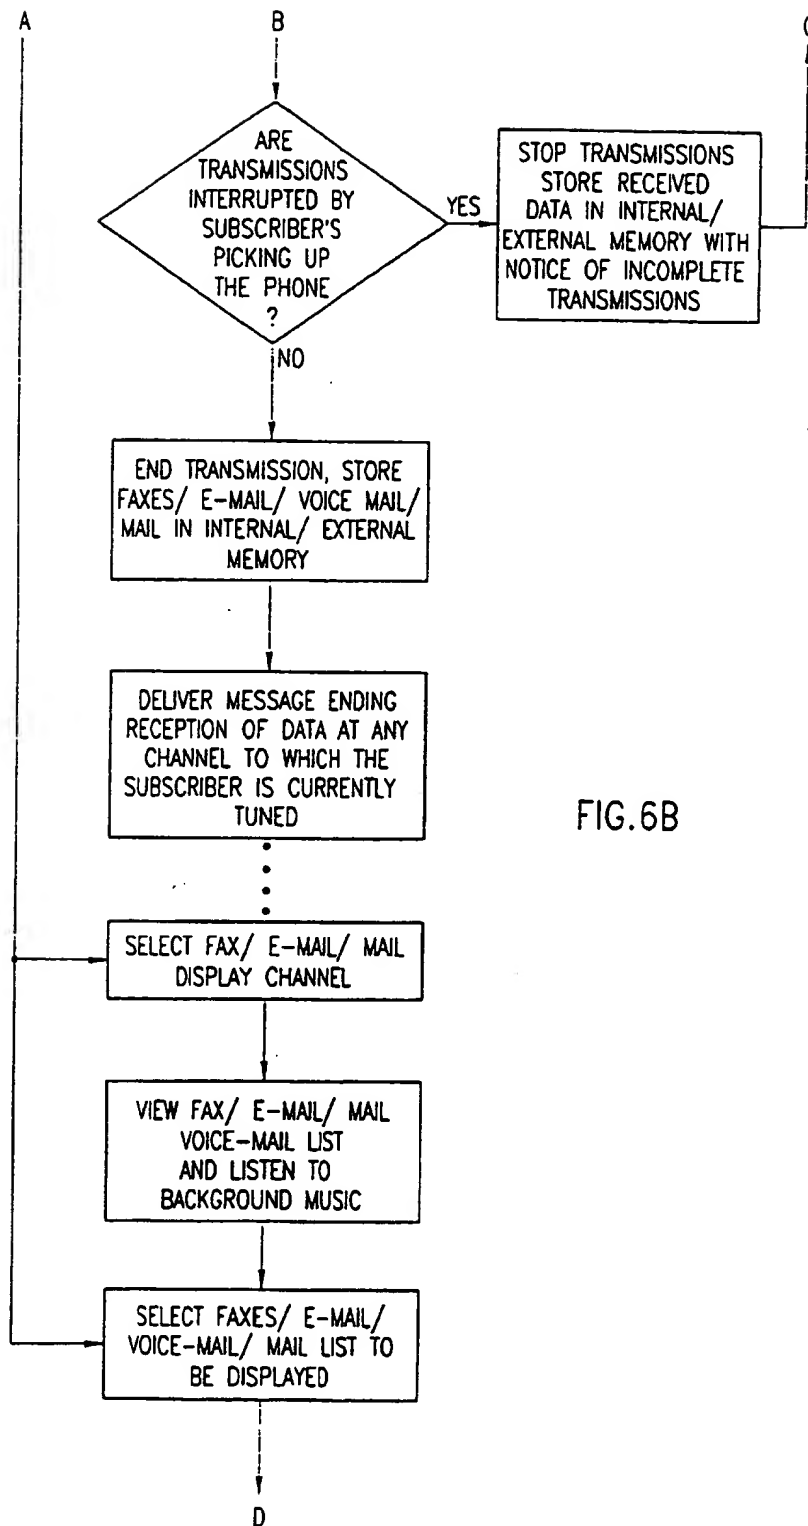 A
B
ARE
TRANSMISSIONS
INTERRUPTED BY
SUBSCRIBER'S
PICKING UP
THE PHONE
?
YES
STOP TRANSMISSIONS
STORE RECEIVED
DATA IN INTERNAL/
EXTERNAL MEMORY WITH
NOTICE OF INCOMPLETE
TRANSMISSIONS
NO
END TRANSMISSION, STORE
FAXES/ E-MAIL/ VOICE MAIL/
MAIL IN INTERNAL/ EXTERNAL
MEMORY
DELIVER MESSAGE ENDING
RECEPTION OF DATA AT ANY
CHANNEL TO WHICH THE
SUBSCRIBER IS CURRENTLY
TUNED
FIG.6B
SELECT FAX/ E-MAIL/ MAIL
DISPLAY CHANNEL
VIEW FAX/ E-MAIL/ MAIL
VOICE-MAIL LIST
AND LISTEN TO
BACKGROUND MUSIC
SELECT FAXES/ E-MAIL/
VOICE-MAIL/ MAIL LIST TO
BE DISPLAYED
D